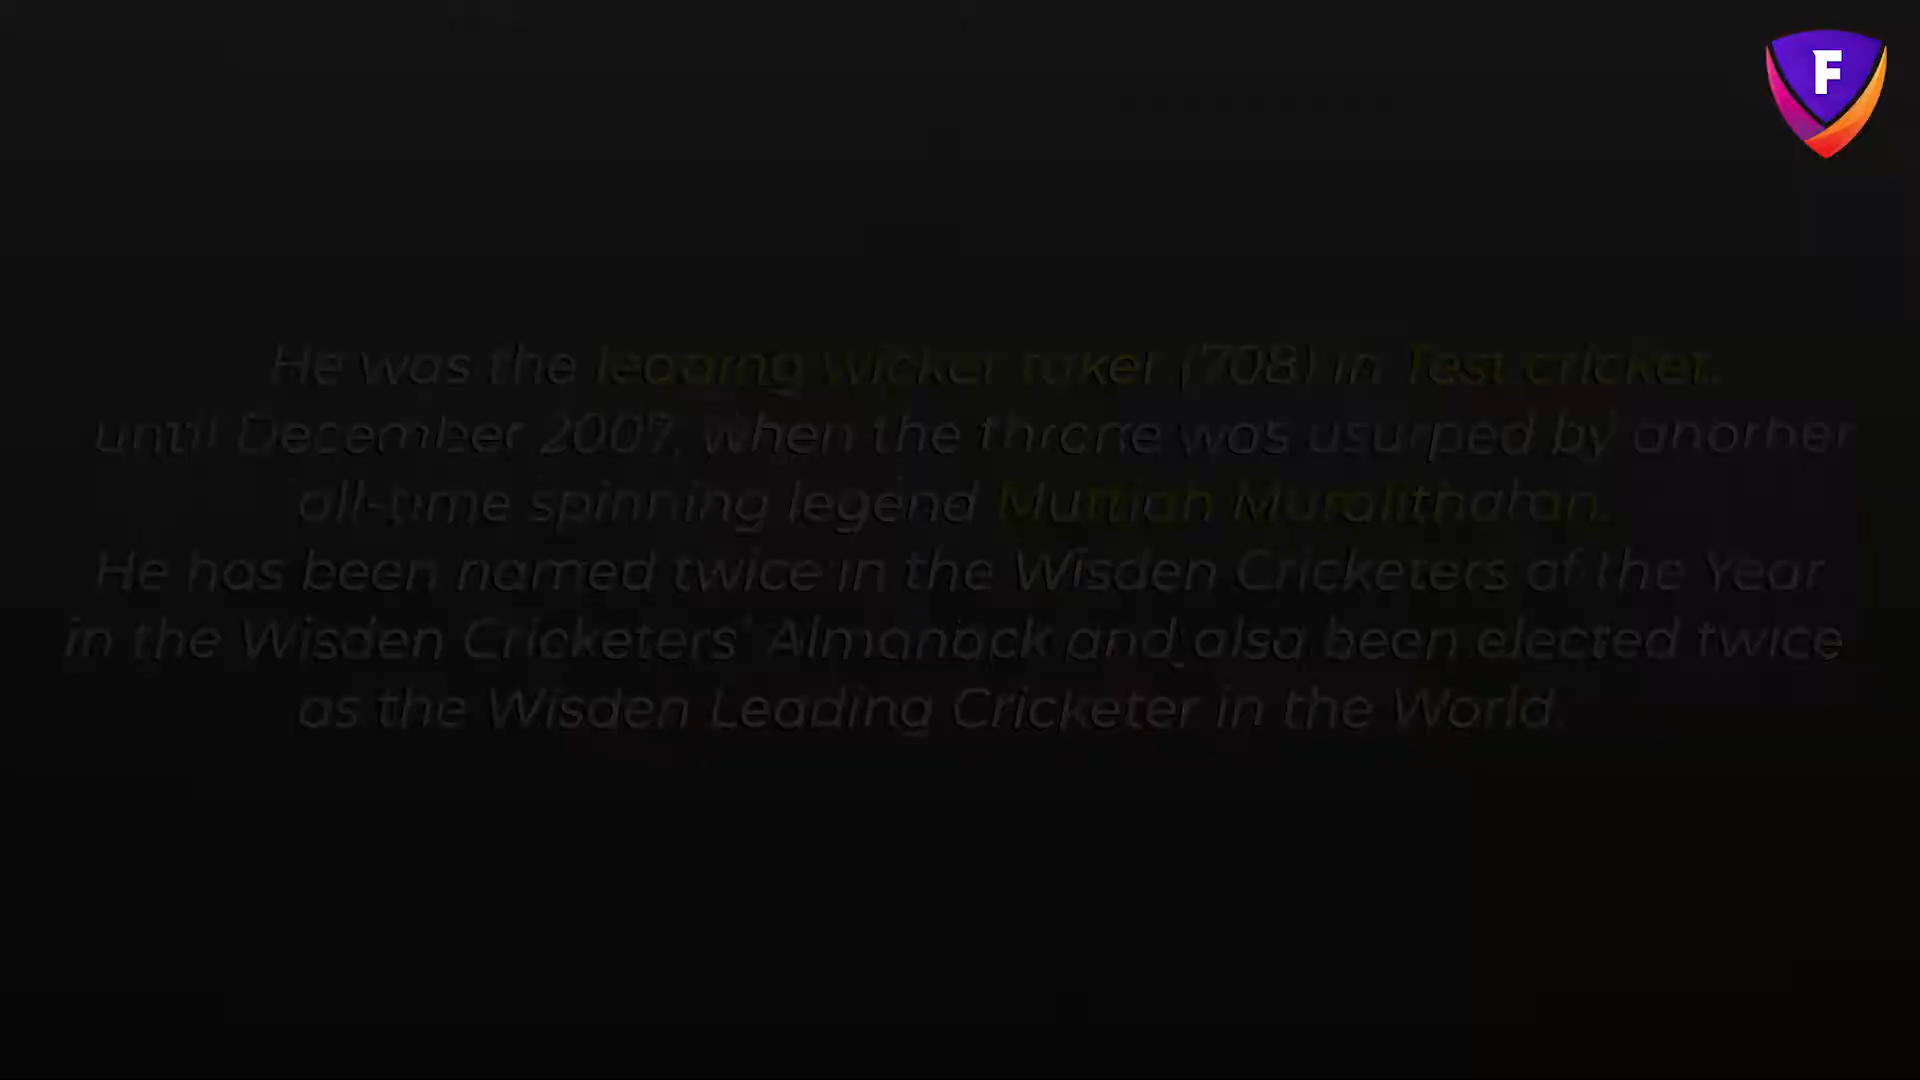 F
He was the leading wicket taker (708) in Test cricket,
until December 2007, when the throne was usurped by another
all-time spinning legend Muttiah Muralitharan.
He has been named twice in the Wisden Cricketers of the Year
in the Wisden Cricketers' Almanack and also been elected twice
as the Wisden Leading Cricketer in the World.